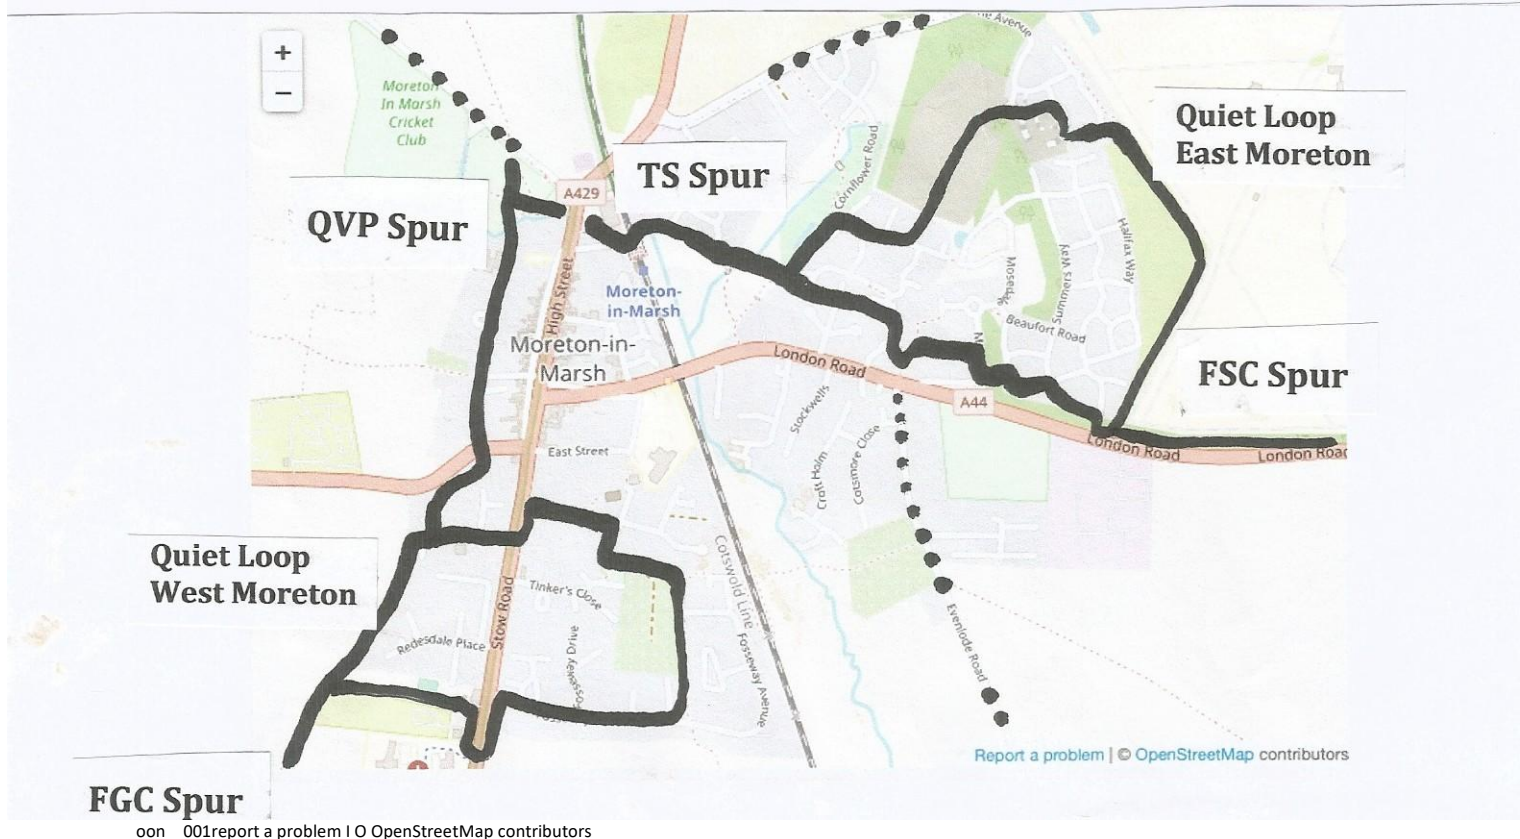 he Avenue
+
−
Moreton
In Marsh
Cricket
Club
Quiet Loop
East Moreton
Cornflower Road
TS Spur
A429
QVP Spur
Halifax Way
Summers Way
High Street
Moreton-
in-Marsh
Beaufort Road
Moreton-in-
Marsh
London Road
FSC Spur
Stockwells
A44
London Road
London Road
East Street
Croft Holm
Cotsmore Close
Quiet Loop
West Moreton
Cotswold Line
Tinker's Close
Stow Road
Redesdale Place
Evenlode Road
Fosseway Avenue
Report a problem | © OpenStreetMap contributors
FGC Spur
oon 001report a problem I O OpenStreetMap contributors